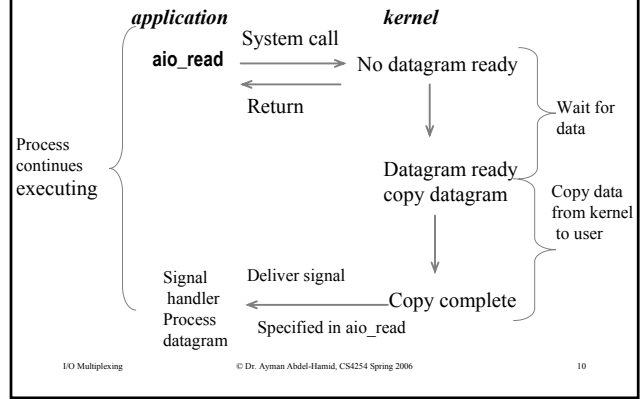 application kernel
System call
aio_read No datagram ready
Return
Wait for
data
Process
continues
executing
Datagram ready
copy datagram
Copy data
from kernel
to user
Signal
handler
Process
datagram
Deliver signal
Copy complete
Specified in aio_read
I/O Multiplexing © Dr. Ayman Abdel-Hamid, CS4254 Spring 2006 10